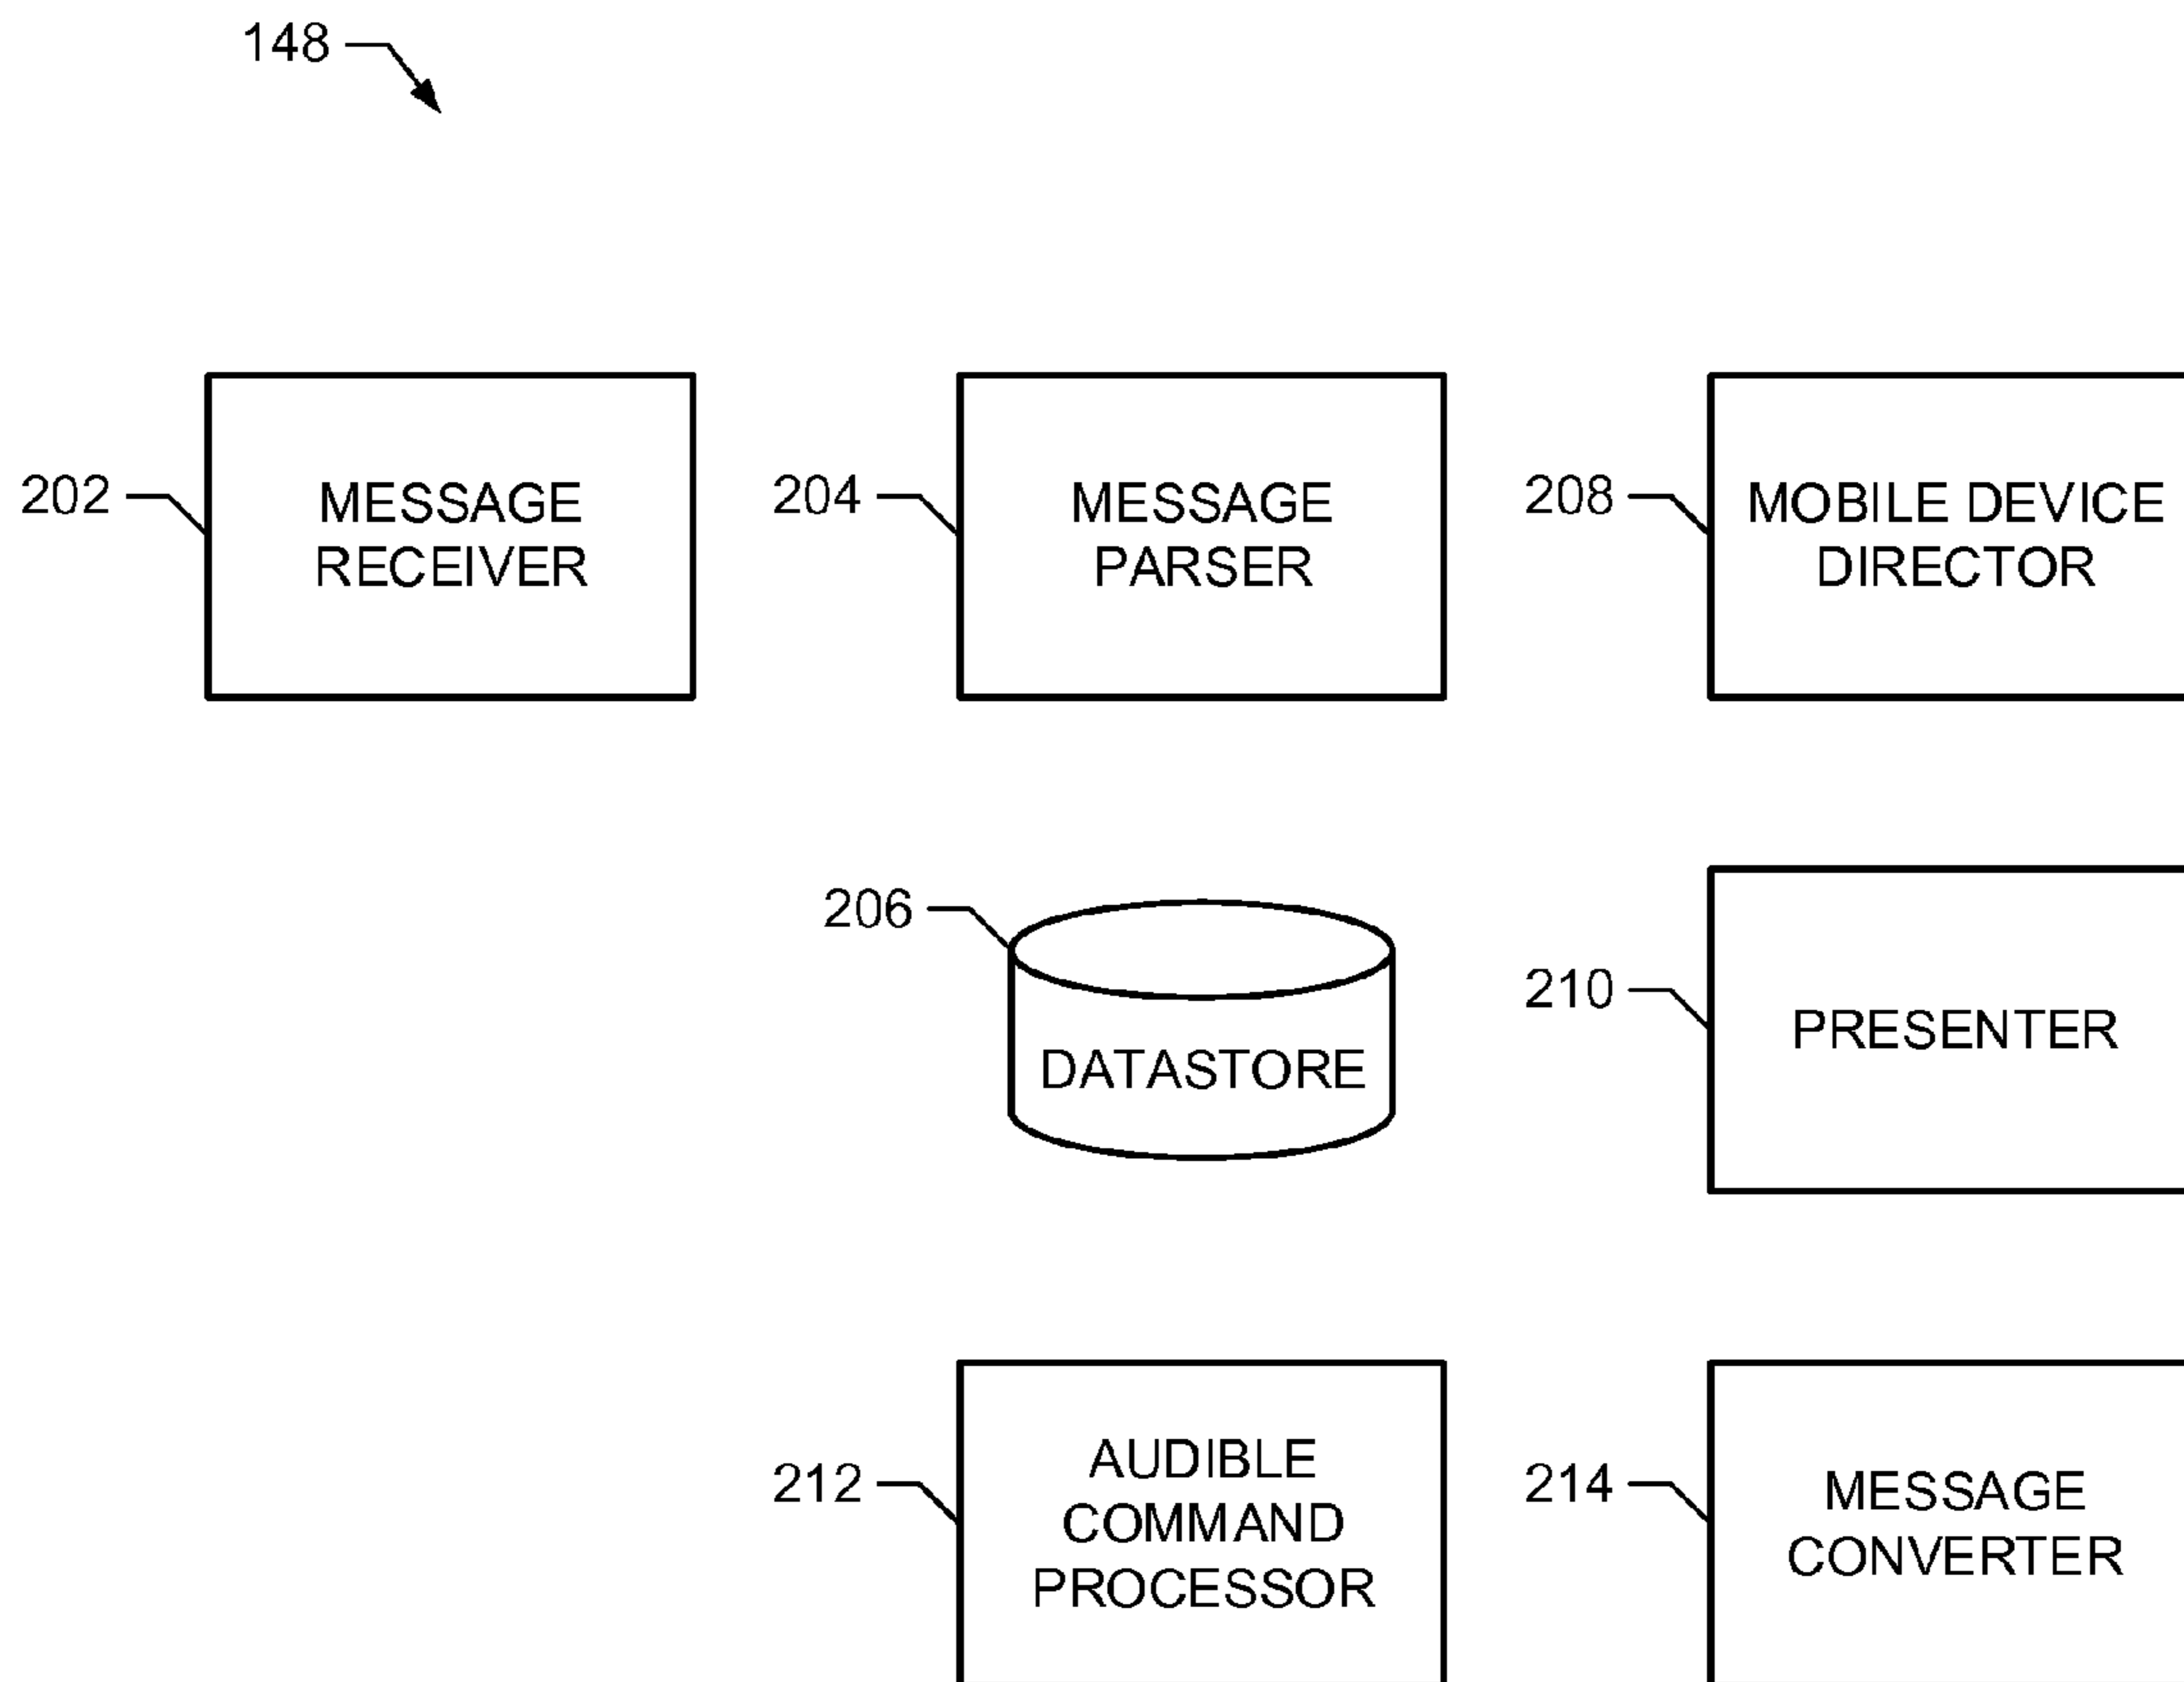 148
202
MESSAGE
RECEIVER
204
MESSAGE
PARSER
208
MOBILE DEVICE
DIRECTOR
206
DATASTORE
210
PRESENTER
212
AUDIBLE
COMMAND
PROCESSOR
214
MESSAGE
CONVERTER